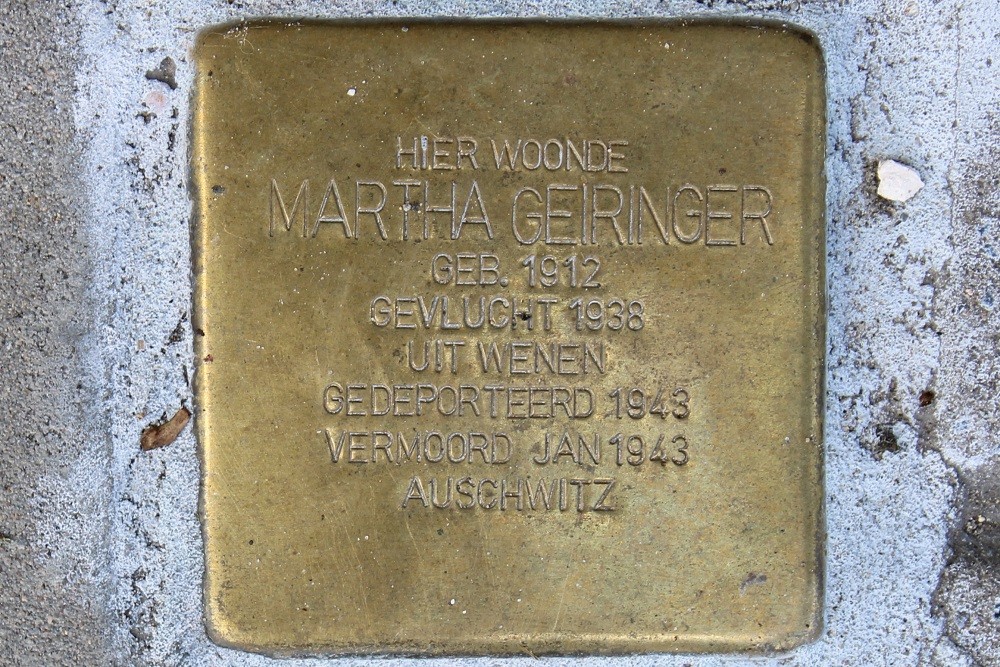 HIER WOONDE
MARTHA GEIRINGER
GEB. 1912
GEVLUCHT 1938
UIT WENEN
GEDEPORTEERD 1943
VERMOORD JAN 1943
AUSCHWITZ